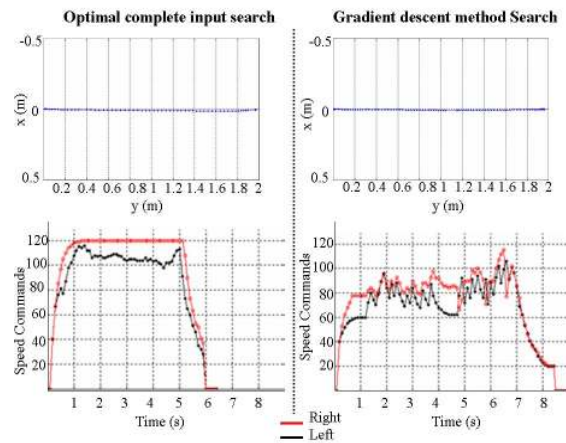 Optimal complete input search
Gradient descent method Search
-0.5
x (m)
0
0.5
0.2 0.4 0.6 0.8 1 1.2 1.4 1.6 1.8 2
y (m)
-0.5
x (m)
0
0.5
0.2 0.4 0.6 0.8 1 1.2 1.4 1.6 1.8 2
y (m)
Speed Commands
120
100
80
60
40
20
1 2 3 4 5 6 7 8
Time (s)
Speed Commands
120
100
80
60
40
20
1 2 3 4 5 6 7 8
Time (s)
Right
Left